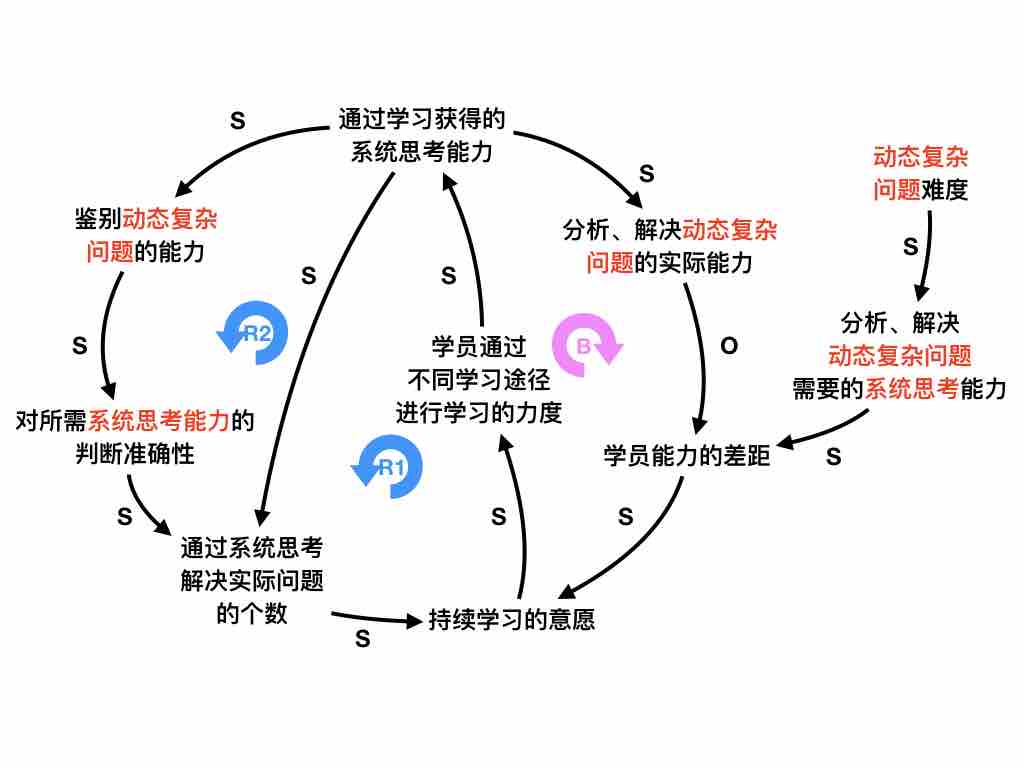 通过学习获得的
系统思考能力
S
S
动态复杂
问题难度
鉴别动态复杂
问题的能力
分析、解决动态复杂
问题的实际能力
S
S
S
R2
S
学员通过
不同学习途径
进行学习的力度
B
O
分析、解决
动态复杂问题
需要的系统思考能力
对所需系统思考能力的
判断准确性
R1
学员能力的差距
S
S
S
S
通过系统思考
解决实际问题
的个数
S
持续学习的意愿